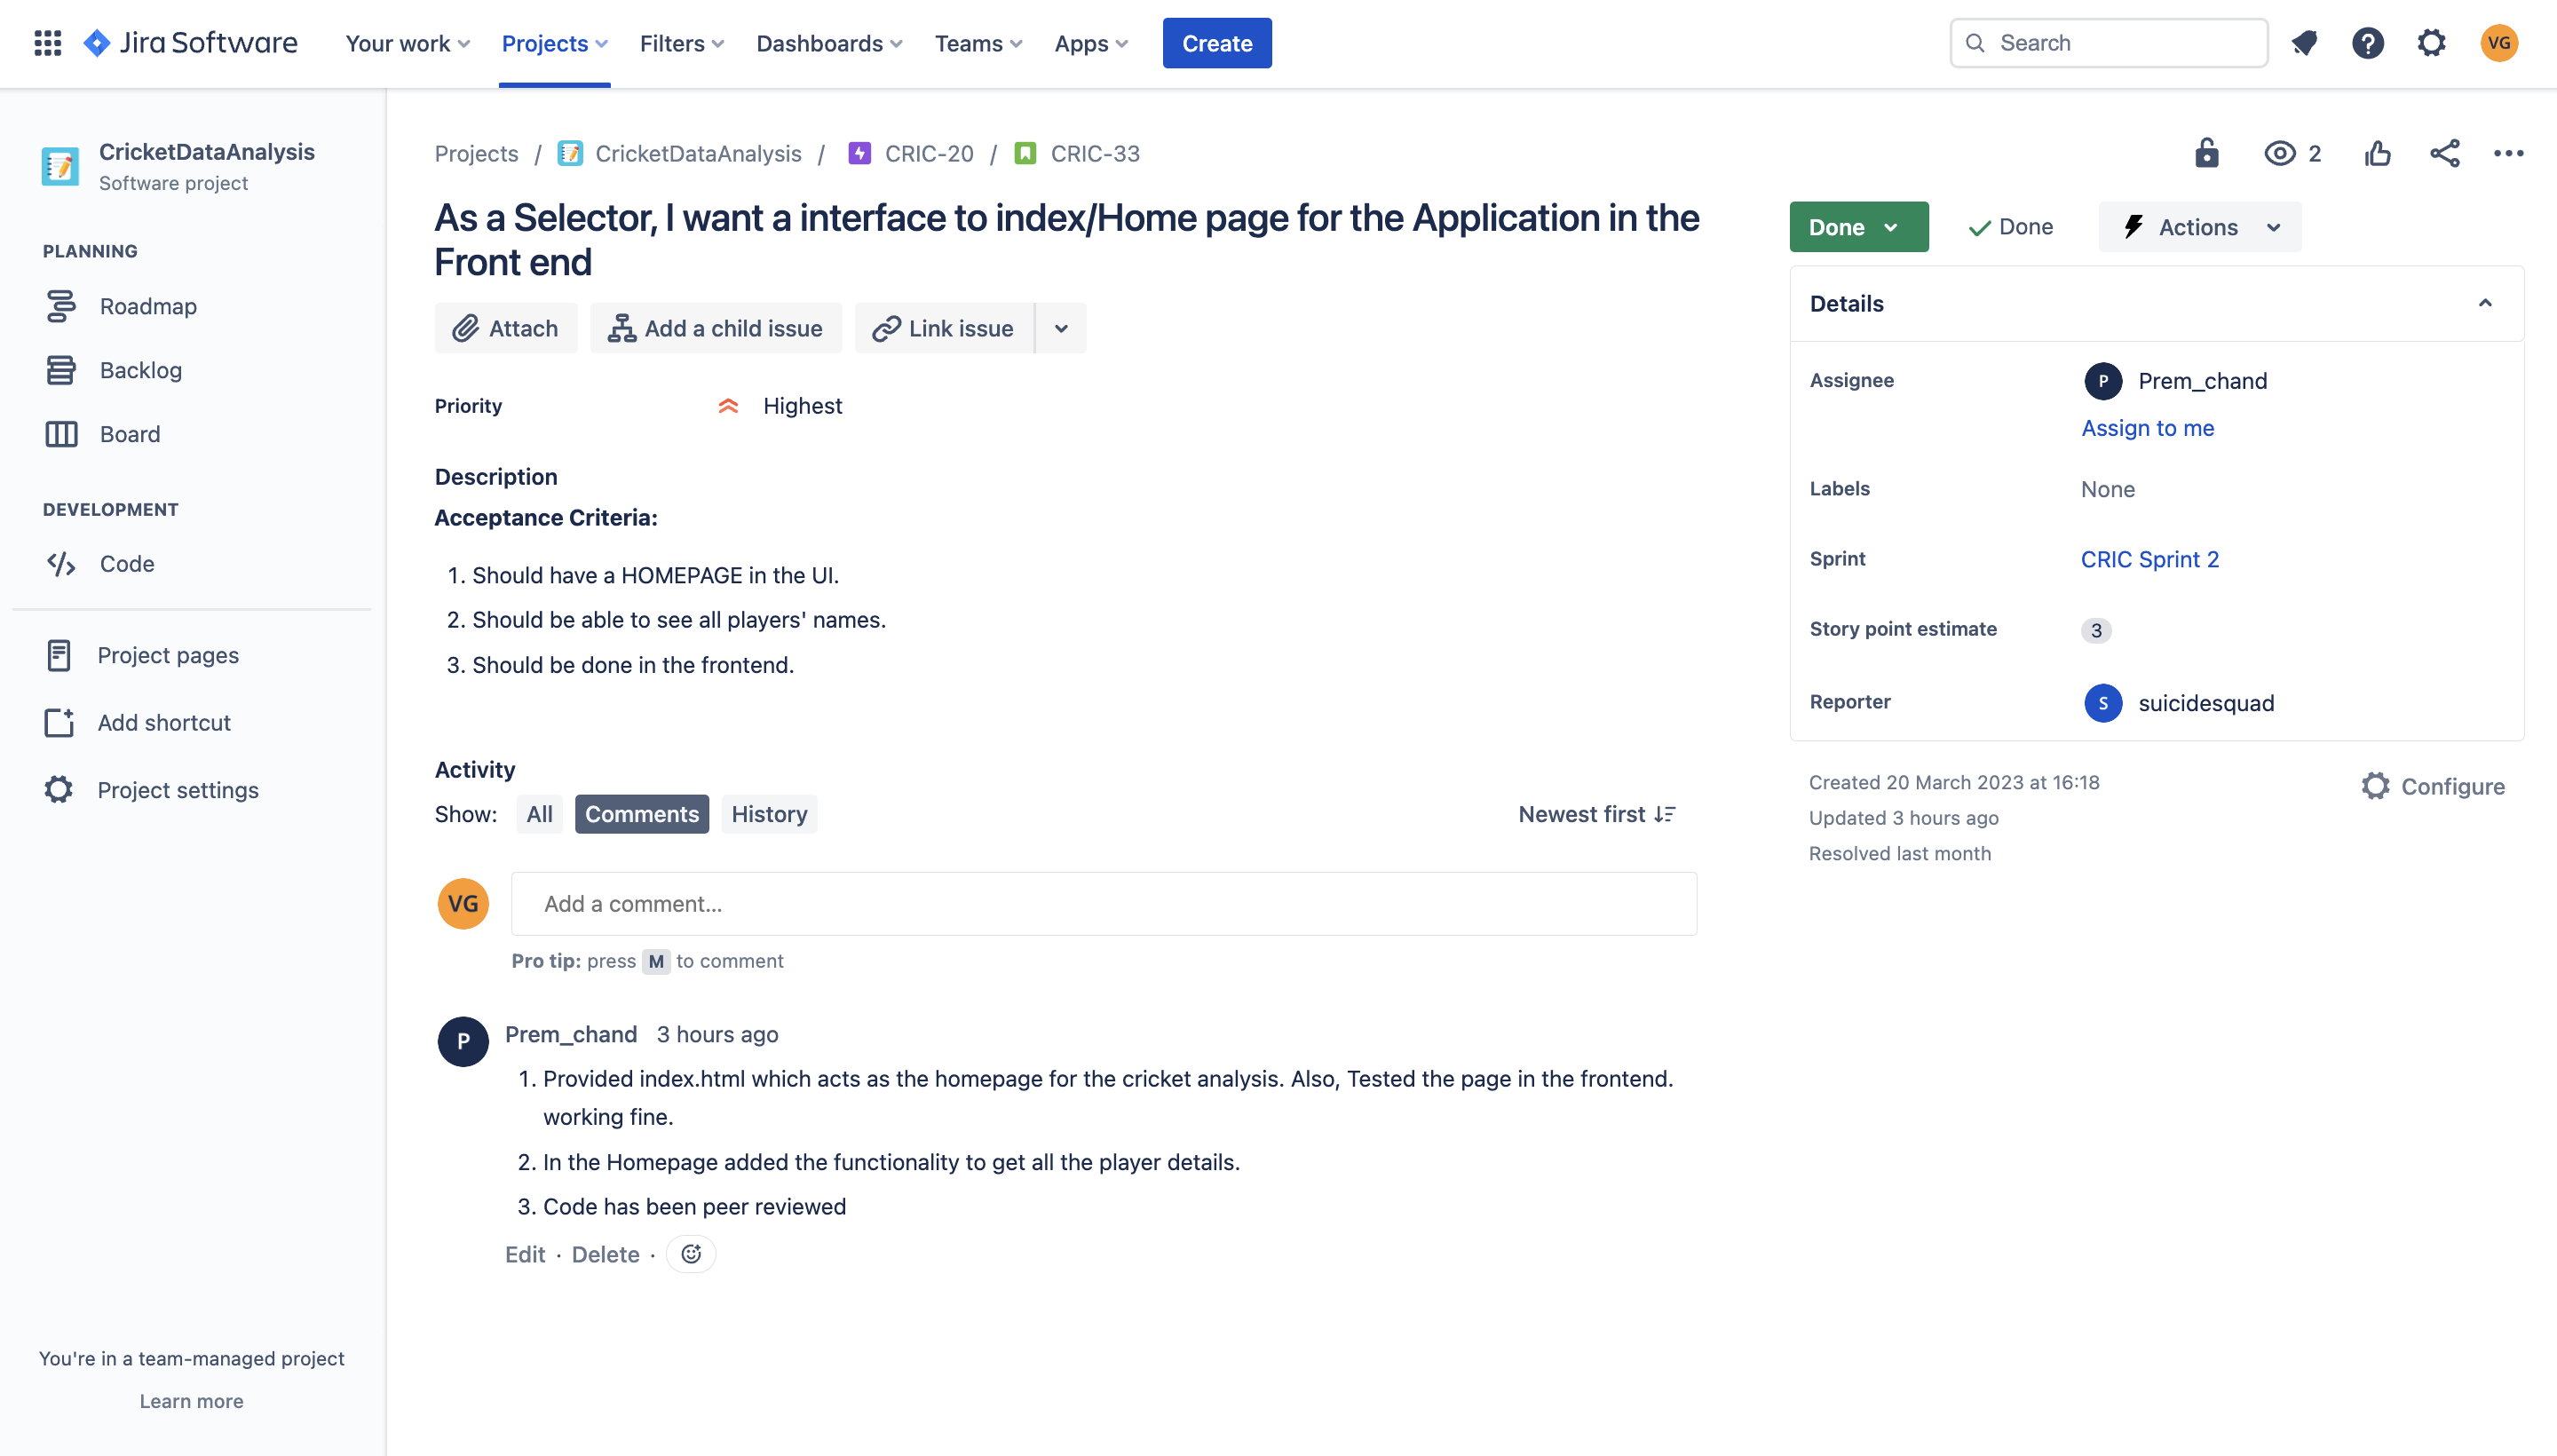 Jira Software
Your work
Projects
Filters
Dashboards
Teams
Apps
Create
Search
VG
CricketDataAnalysis
Software project
PLANNING
Roadmap
Backlog
Board
DEVELOPMENT
Code
Project pages
Add shortcut
Project settings
You're in a team-managed project
Learn more
Projects / CricketDataAnalysis / CRIC-20 / CRIC-33
2
As a Selector, I want a interface to index/Home page for the Application in the
Front end
Attach
Add a child issue
Link issue
Priority
Highest
Description
Acceptance Criteria:
1. Should have a HOMEPAGE in the UI.
2. Should be able to see all players' names.
3. Should be done in the frontend.
Activity
Show:
All
Comments
History
Newest first
VG
Add a comment...
Pro tip: press M to comment
P
Prem_chand 3 hours ago
1. Provided index.html which acts as the homepage for the cricket analysis. Also, Tested the page in the frontend.
working fine.
2. In the Homepage added the functionality to get all the player details.
3. Code has been peer reviewed
Edit · Delete ·
Done
Done
Actions
Details
Assignee
P Prem_chand
Assign to me
Labels
None
Sprint
CRIC Sprint 2
Story point estimate
3
Reporter
S suicidesquad
Created 20 March 2023 at 16:18
Updated 3 hours ago
Resolved last month
Configure